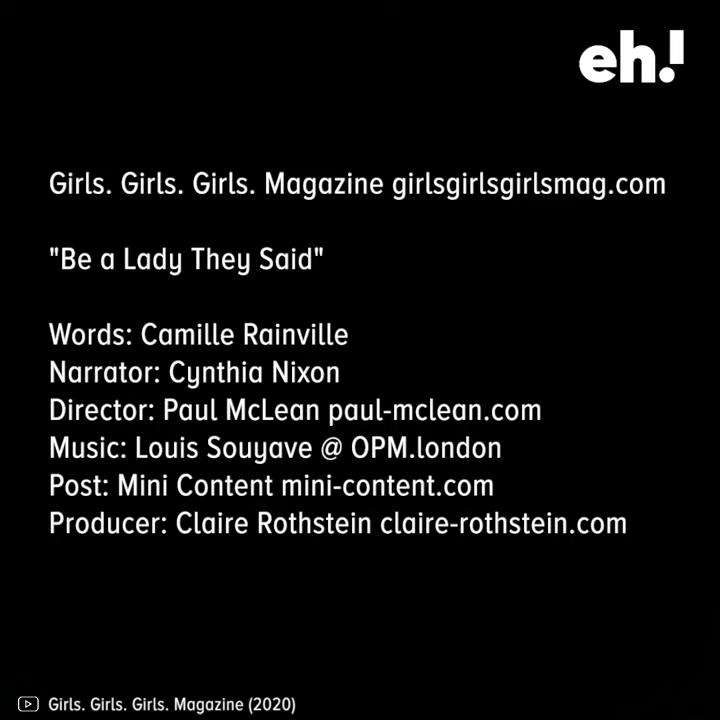 eh!
Girls. Girls. Girls. Magazine girlsgirlsgirlsmag.com
"Be a Lady They Said"
Words: Camille Rainville
Narrator: Cynthia Nixon
Director: Paul McLean paul-mclean.com
Music: Louis Souyave @ OPM.london
Post: Mini Content mini-content.com
Producer: Claire Rothstein claire-rothstein.com
Girls. Girls. Girls. Magazine (2020)